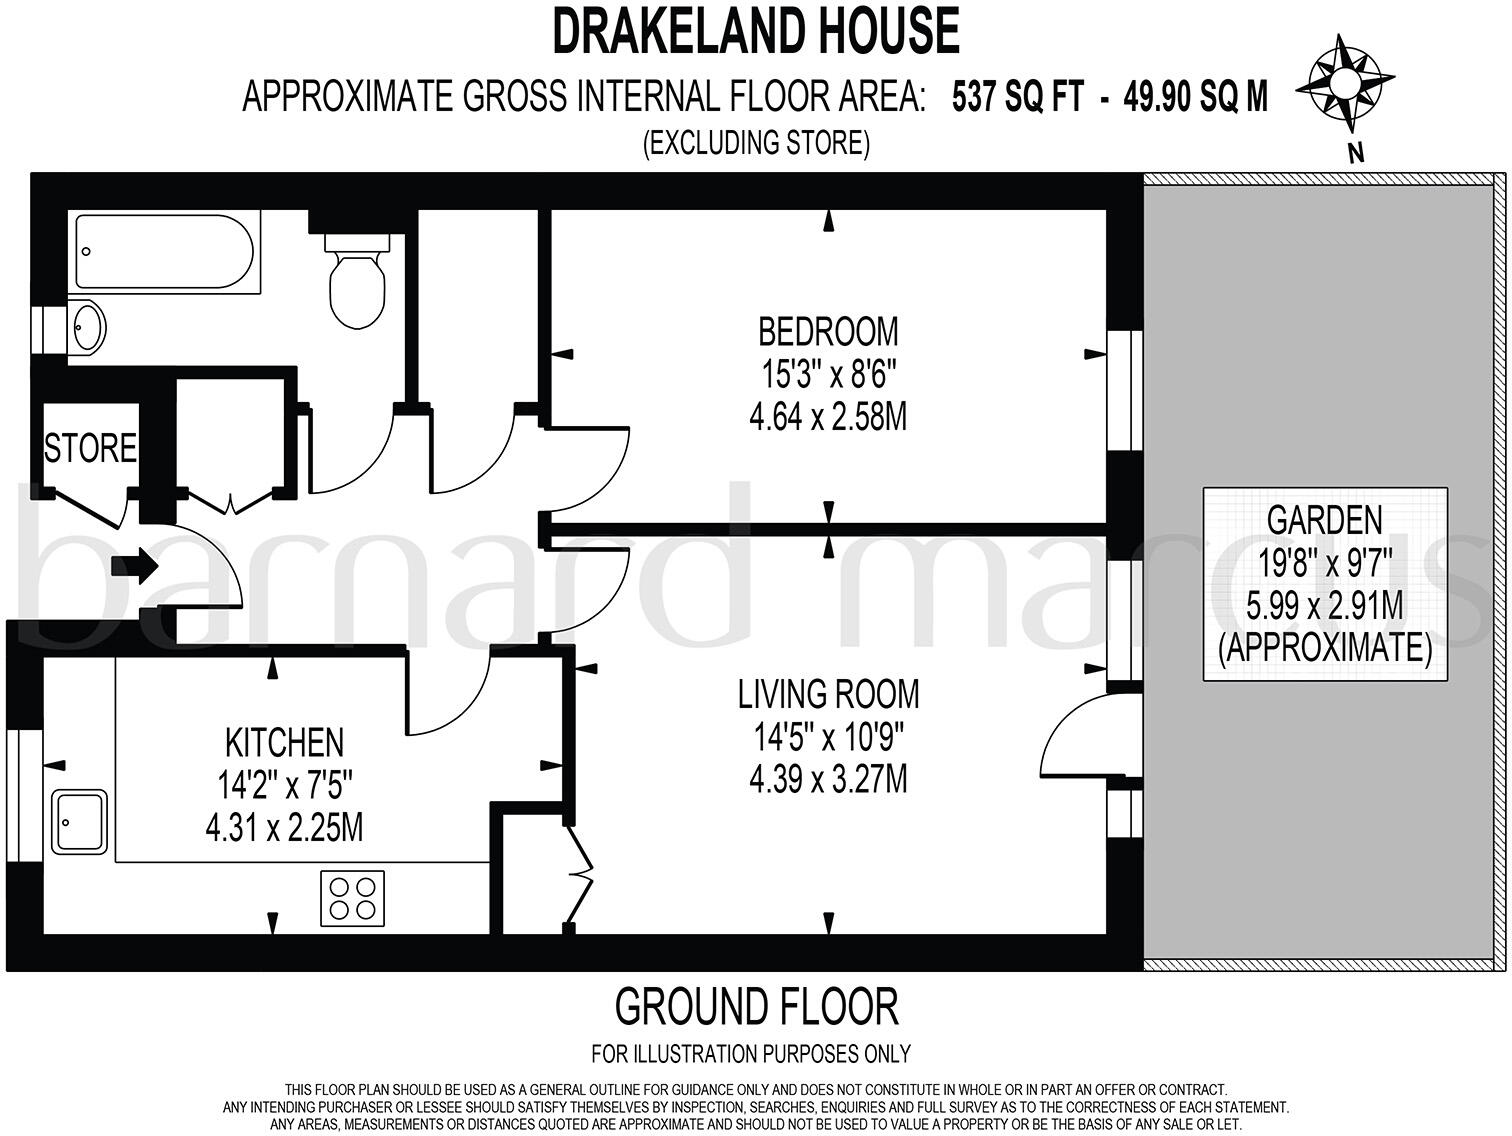 DRAKELAND HOUSE
APPROXIMATE GROSS INTERNAL FLOOR AREA: 537 SQ FT - 49.90 SQ M
(EXCLUDING STORE)
N
BEDROOM
15'3" x 8'6"
4.64 x 2.58M
STORE
GARDEN
19'8" x 9'7"
5.99 x 2.91M
(APPROXIMATE)
barnard marcus
LIVING ROOM
14'5" x 10'9"
4.39 x 3.27M
KITCHEN
14'2" x 7'5"
4.31 x 2.25M
GROUND FLOOR
FOR ILLUSTRATION PURPOSES ONLY
THIS FLOOR PLAN SHOULD BE USED AS A GENERAL OUTLINE FOR GUIDANCE ONLY AND DOES NOT CONSTITUTE IN WHOLE OR IN PART AN OFFER OR CONTRACT.
ANY INTENDING PURCHASER OR LESSEE SHOULD SATISFY THEMSELVES BY INSPECTION, SEARCHES, ENQUIRIES AND FULL SURVEY AS TO THE CORRECTNESS OF EACH STATEMENT.
ANY AREAS, MEASUREMENTS OR DISTANCES QUOTED ARE APPROXIMATE AND SHOULD NOT BE USED TO VALUE A PROPERTY OR BE THE BASIS OF ANY SALE OR LET.